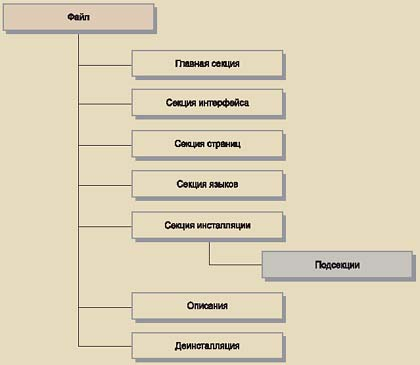 Файл
Главная секция
Секция интерфейса
Секция страниц
Секция языков
Секция инсталляции
Подсекции
Описания
Деинсталляция